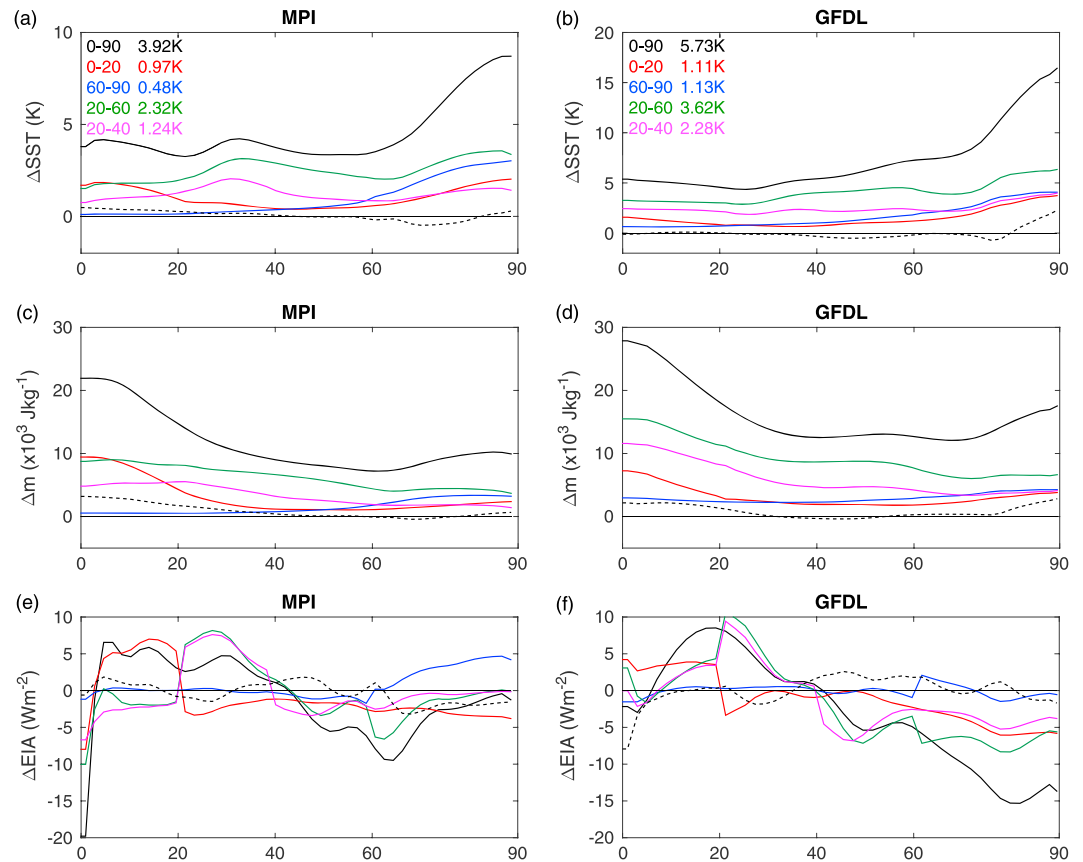 (a) MPI
ΔSST (K)
10
5
0
0-90 3.92K
0-20 0.97K
60-90 0.48K
20-60 2.32K
20-40 1.24K
0 20 40 60 90
(b) GFDL
ΔSST (K)
20
15
10
5
0
0-90 5.73K
0-20 1.11K
60-90 1.13K
20-60 3.62K
20-40 2.28K
0 20 40 60 90
(c) MPI
Δm (x10³ Jkg⁻¹)
30
20
10
0
0 20 40 60 90
(d) GFDL
Δm (x10³ Jkg⁻¹)
30
20
10
0
0 20 40 60 90
(e) MPI
ΔEIA (Wm⁻²)
10
5
0
-5
-10
-15
-20
0 20 40 60 90
(f) GFDL
ΔEIA (Wm⁻²)
10
5
0
-5
-10
-15
-20
0 20 40 60 90